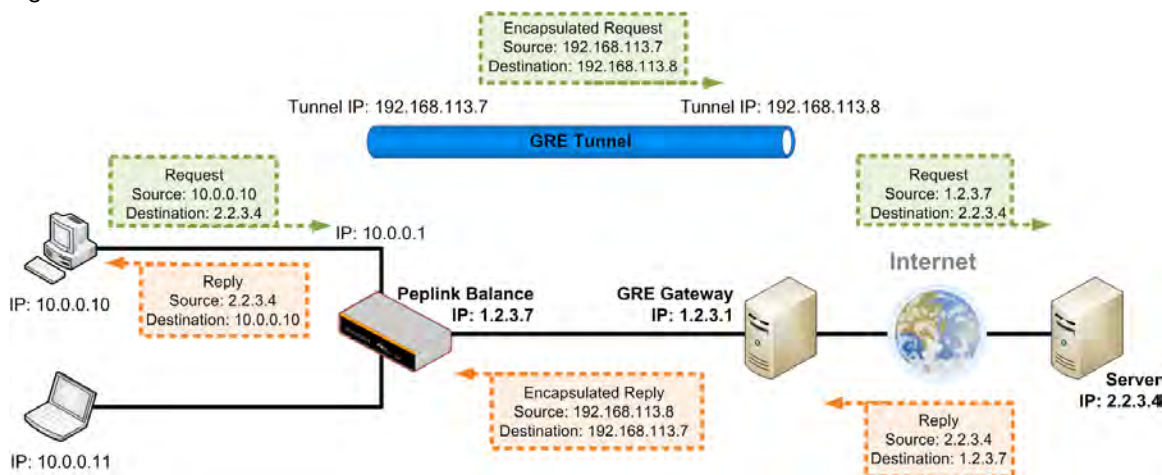 Encapsulated Request
Source: 192.168.113.7
Destination: 192.168.113.8
Tunnel IP: 192.168.113.7
Tunnel IP: 192.168.113.8
GRE Tunnel
Request
Source: 10.0.0.10
Destination: 2.2.3.4
Request
Source: 1.2.3.7
Destination: 2.2.3.4
IP: 10.0.0.1
Internet
Reply
Source: 2.2.3.4
Destination: 10.0.0.10
IP: 10.0.0.10
Peplink Balance
IP: 1.2.3.7
GRE Gateway
IP: 1.2.3.1
Server
IP: 2.2.3.4
Encapsulated Reply
Source: 192.168.113.8
Destination: 192.168.113.7
Reply
Source: 2.2.3.4
Destination: 1.2.3.7
IP: 10.0.0.11